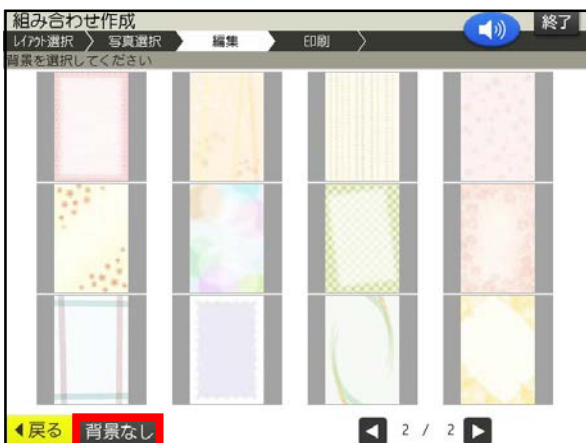 組み合わせ作成
終了
ﾚｲｱｳﾄ選択 〉 写真選択 編集 印刷 〉
背景を選択してください
戻る 背景なし 2 / 2